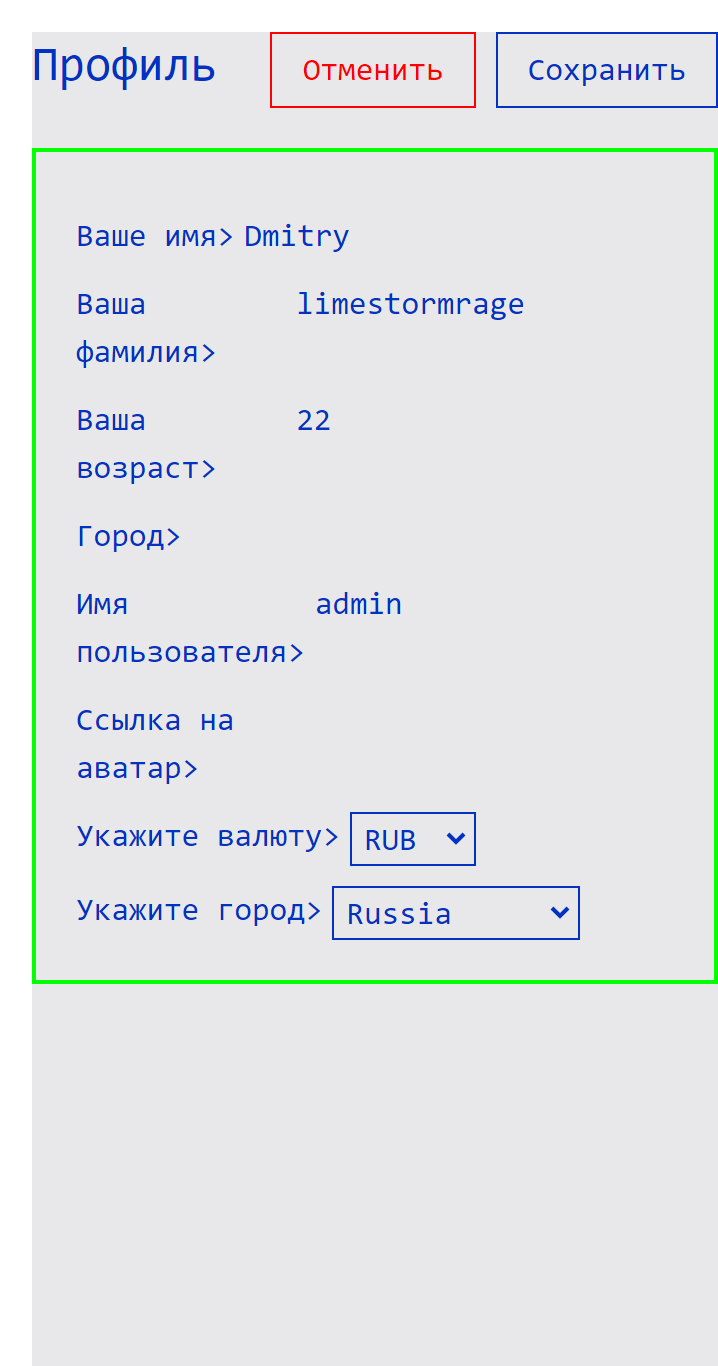 Профиль Отменить Сохранить
Ваше имя> Dmitry
Ваша limestormrage
фамилия>
Ваша 22
возраст>
Город>
Имя admin
пользователя>
Ссылка на
аватар>
Укажите валюту> RUB
Укажите город> Russia